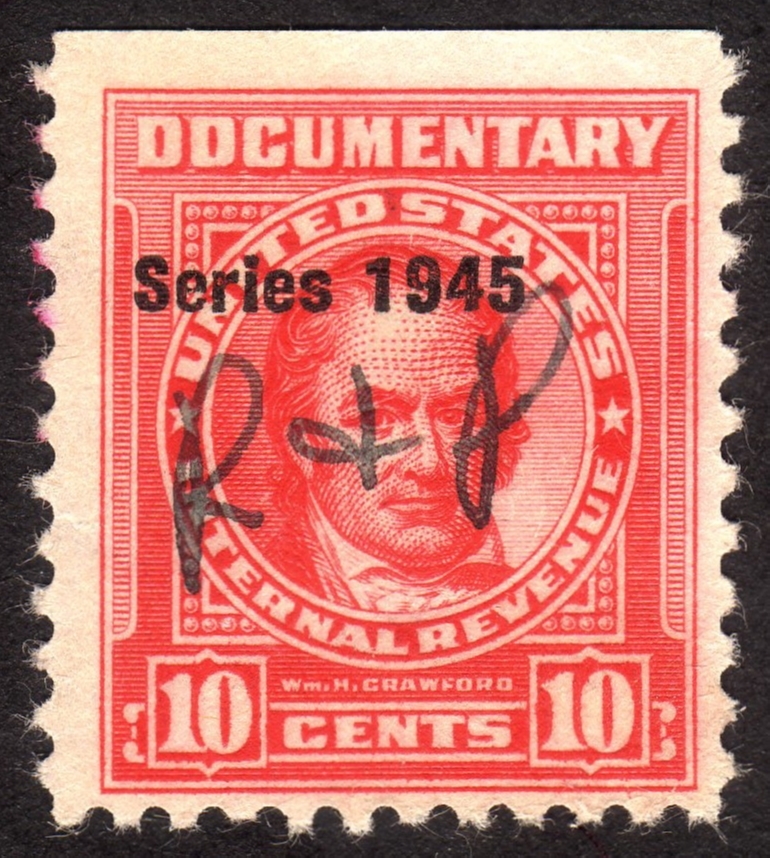 DOCUMENTARY
UNITED STATES
Series 1945
R & P
INTERNAL REVENUE
Wm. H. CRAWFORD
10 CENTS 10